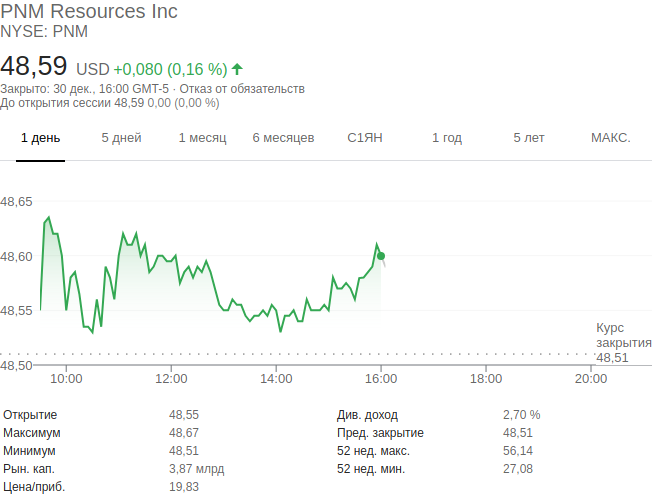 PNM Resources Inc
NYSE: PNM
48,59 USD +0,080 (0,16 %)
Закрыто: 30 дек., 16:00 GMT-5 · Отказ от обязательств
До открытия сессии 48,59 0,00 (0,00 %)
1 день 5 дней 1 месяц 6 месяцев С1ЯН 1 год 5 лет МАКС.
48,65
48,60
48,55
Курс
закрытия
48,51
48,50
10:00 12:00 14:00 16:00 18:00 20:00
Открытие 48,55 Див. доход 2,70 %
Максимум 48,67 Пред. закрытие 48,51
Минимум 48,51 52 нед. макс. 56,14
Рын. кап. 3,87 млрд 52 нед. мин. 27,08
Цена/приб. 19,83